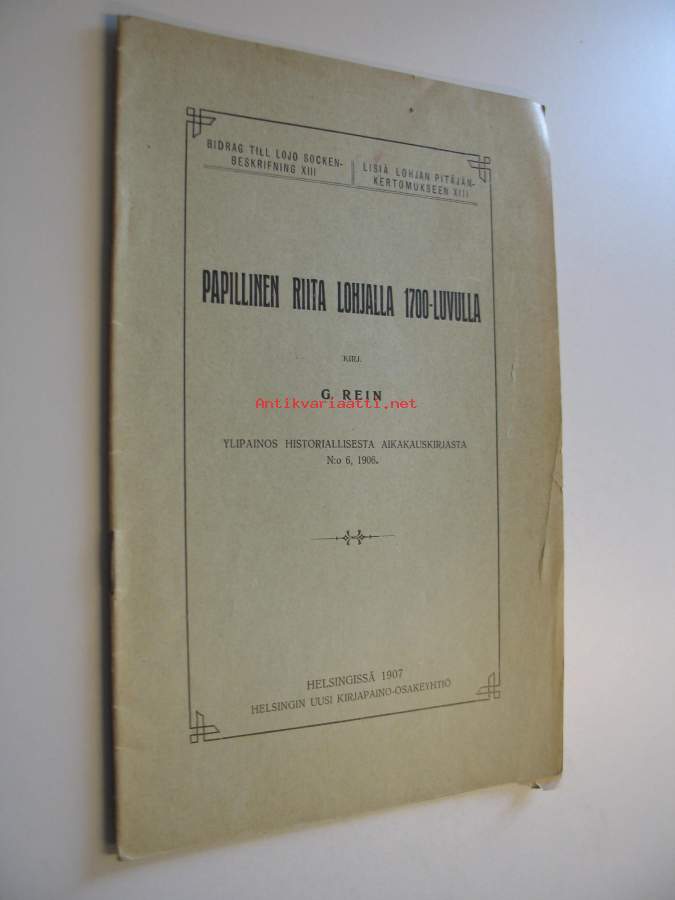 BIDRAG TILL LOJO SOCKEN-
BESKRIFNING XIII
LISIÄ LOHJAN PITÄJÄN-
KERTOMUKSEEN XIII
PAPILLINEN RIITA LOHJALLA 1700-LUVULLA
KIRJ.
G. REIN
Antikvariaatti.net
YLIPAINOS HISTORIALLISESTA AIKAKAUSKIRJASTA
N:o 6, 1906.
HELSINGISSÄ 1907
HELSINGIN UUSI KIRJAPAINO-OSAKEYHTIÖ